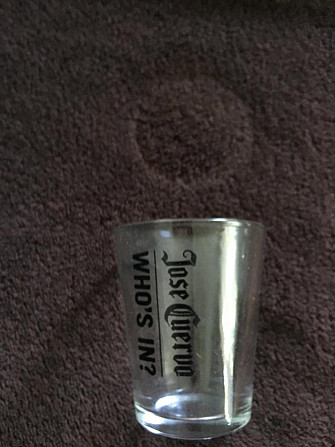 Jose Cuervo
WHO'S IN?